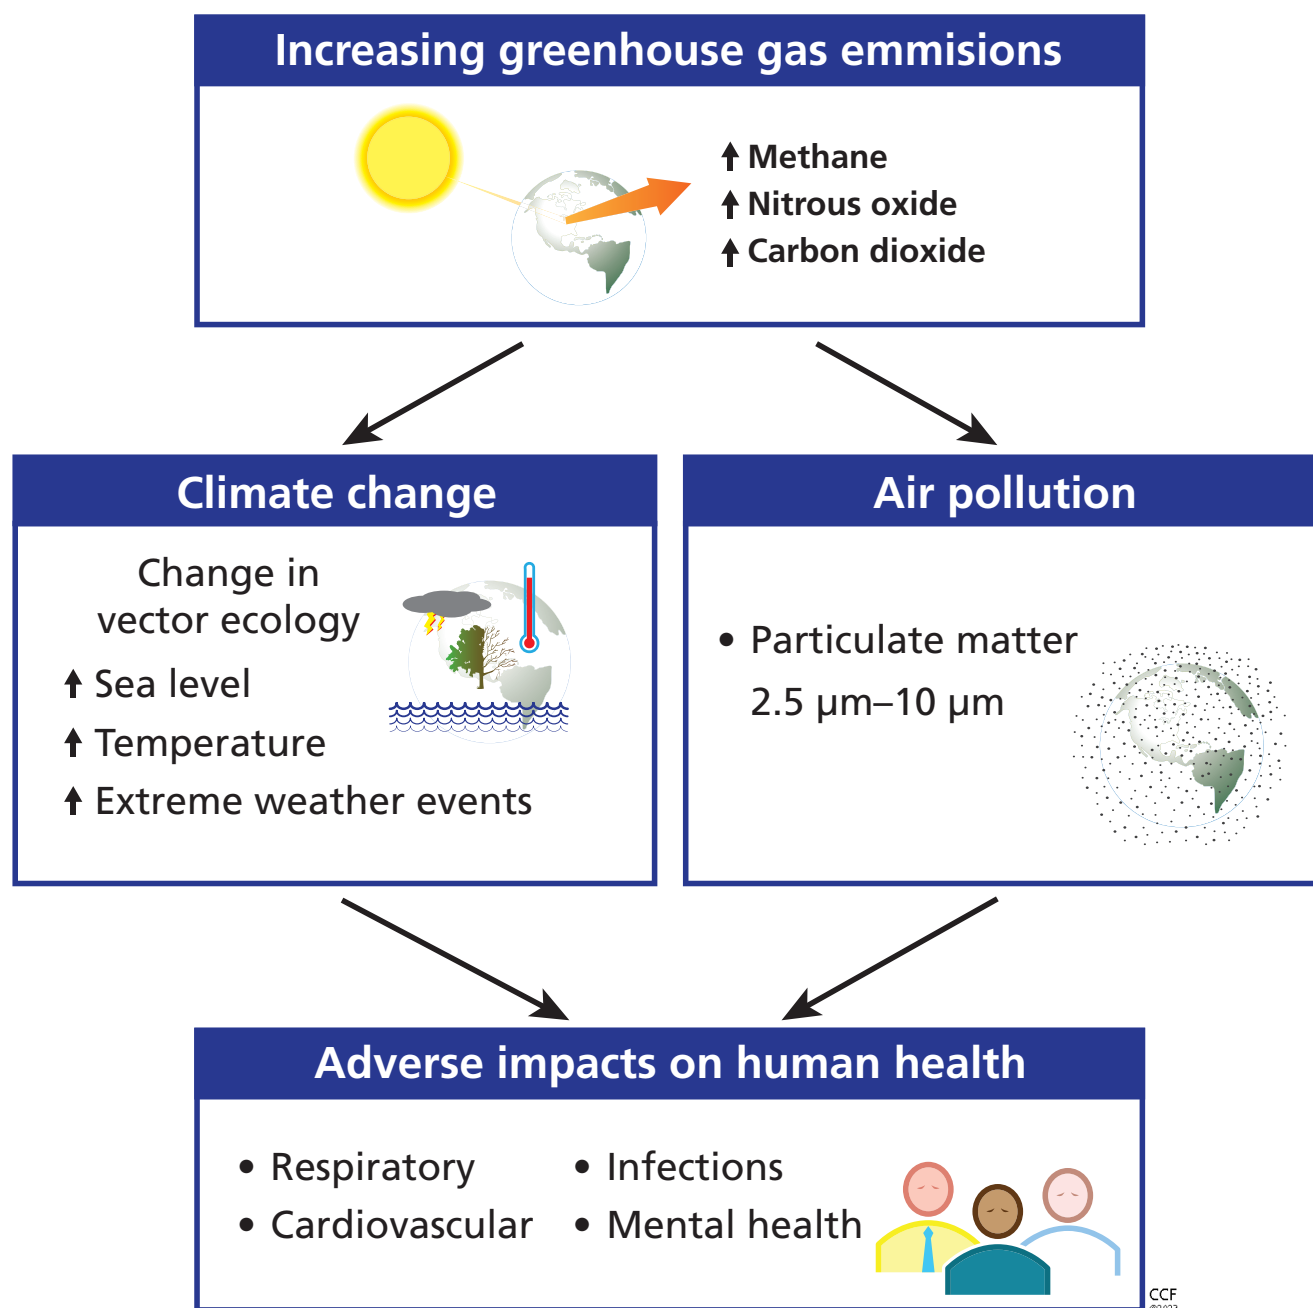 Increasing greenhouse gas emmisions
Methane
Nitrous oxide
Carbon dioxide
Climate change
Change in
vector ecology
Sea level
Temperature
Extreme weather events
Air pollution
• Particulate matter
2.5 µm–10 µm
Adverse impacts on human health
• Respiratory
• Cardiovascular
• Infections
• Mental health
CCF